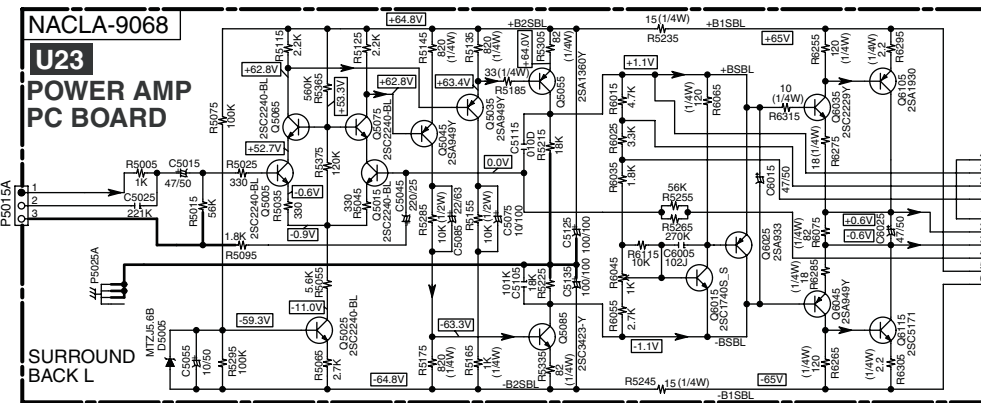 NACLA-9068
U23
POWER AMP
PC BOARD
SURROUND
BACK L
P5015A
1
2
3
P5025A
R5005
1K
C5015
47/50
C5025
221K
R5015
56K
R5025
330
R5095
1.8K
R5075
100K
MTZJ5.6B
D5005
C5055
10/50
R5295
100K
-59.3V
R5115
2.2K
+62.8V
2SC2240-BL
Q5065
560K
R5365
+53.3V
R5125
2.2K
Q5075
2SC2240-BL
+52.7V
R5375
120K
2SC2240-BL
Q5005
R5035
330
-0.6V
-0.9V
330
R5045
Q5015
2SC2240-BL
C5045
220/25
5.6K
R5055
-11.0V
Q5025
2SC2240-BL
R5065
2.7K
+64.8V
+62.8V
R5145
820
(1/4W)
R5135
820
(1/4W)
+63.4V
Q5045
2SA949Y
Q5035
2SA949Y
33(1/4W)
R5185
R5285
10K (1/2W)
C5085 22/63
R5155
10K (1/2W)
C5075
10/100
-63.3V
R5175
820
(1/4W)
R5165
1K
(1/4W)
-64.8V
+B2SBL
R5305
82
(1/4W)
+64.0V
Q5055
2SA1360Y
C5115
010D
R5215
18K
0.0V
101K
C5105
18K
R5225
C5125
100/100
C5135
100/100
Q5085
2SC3423-Y
R5335
82
(1/4W)
-B2SBL
15(1/4W)
R5235
+B1SBL
+1.1V
+BSBL
R6015
4.7K
R6025
3.3K
R6035
1.8K
(1/4W)
120
R6065
56K
R5255
R5265
270K
R6115
10K
C6005
102J
R6045
1K
R6055
2.7K
Q6015
2SC1740S_S
Q6025
2SA933
-1.1V
-BSBL
R5245
15 (1/4W)
-B1SBL
+65V
R6255
120
(1/4W)
(1/4W)
2.2
R6295
Q6105
2SA1930
10
(1/4W)
R6315
Q6035
2SC2229Y
18(1/4W)
R6275
C6015
47/50
(1/4W)
82
R6075
+0.6V
-0.6V
C6025
47/50
(1/4W)
18
R6285
Q6045
2SA949Y
Q6115
2SC5171
(1/4W)
120
R6265
(1/4W)
2.2
R6305
-65V